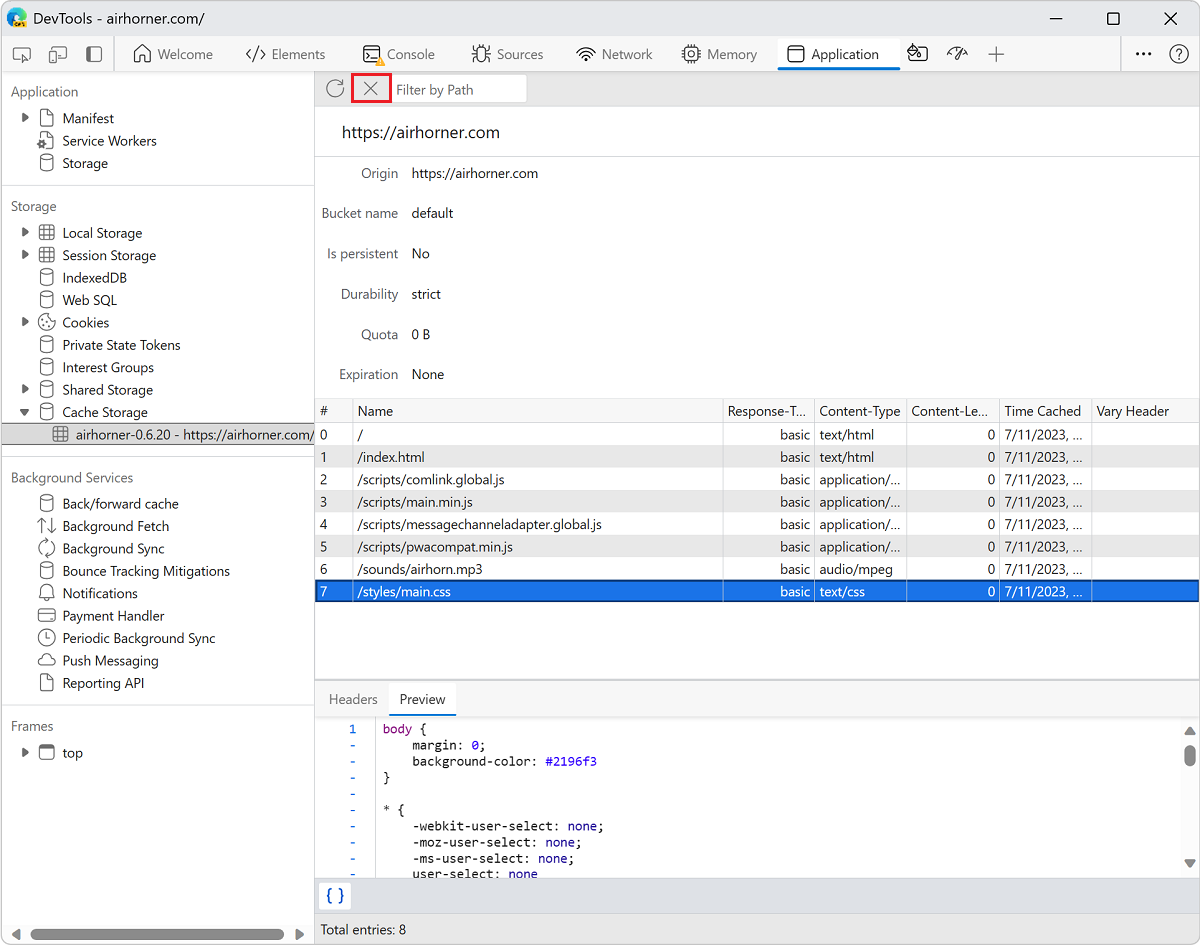 DevTools - airhorner.com/
Welcome
Elements
Console
Sources
Network
Memory
Application
Application
Manifest
Service Workers
Storage
Storage
Local Storage
Session Storage
IndexedDB
Web SQL
Cookies
Private State Tokens
Interest Groups
Shared Storage
Cache Storage
airhorner-0.6.20 - https://airhorner.com/
Background Services
Back/forward cache
Background Fetch
Background Sync
Bounce Tracking Mitigations
Notifications
Payment Handler
Periodic Background Sync
Push Messaging
Reporting API
Frames
top
Filter by Path
https://airhorner.com
Origin https://airhorner.com
Bucket name default
Is persistent No
Durability strict
Quota 0 B
Expiration None
# Name Response-T... Content-Type Content-Le... Time Cached Vary Header
0 / basic text/html 0 7/11/2023, ...
1 /index.html basic text/html 0 7/11/2023, ...
2 /scripts/comlink.global.js basic application/... 0 7/11/2023, ...
3 /scripts/main.min.js basic application/... 0 7/11/2023, ...
4 /scripts/messagechanneladapter.global.js basic application/... 0 7/11/2023, ...
5 /scripts/pwacompat.min.js basic application/... 0 7/11/2023, ...
6 /sounds/airhorn.mp3 basic audio/mpeg 0 7/11/2023, ...
7 /styles/main.css basic text/css 0 7/11/2023, ...
Headers Preview
1 body {
- margin: 0;
- background-color: #2196f3
- }
-
- * {
- -webkit-user-select: none;
- -moz-user-select: none;
- -ms-user-select: none;
- user-select: none
{ }
Total entries: 8